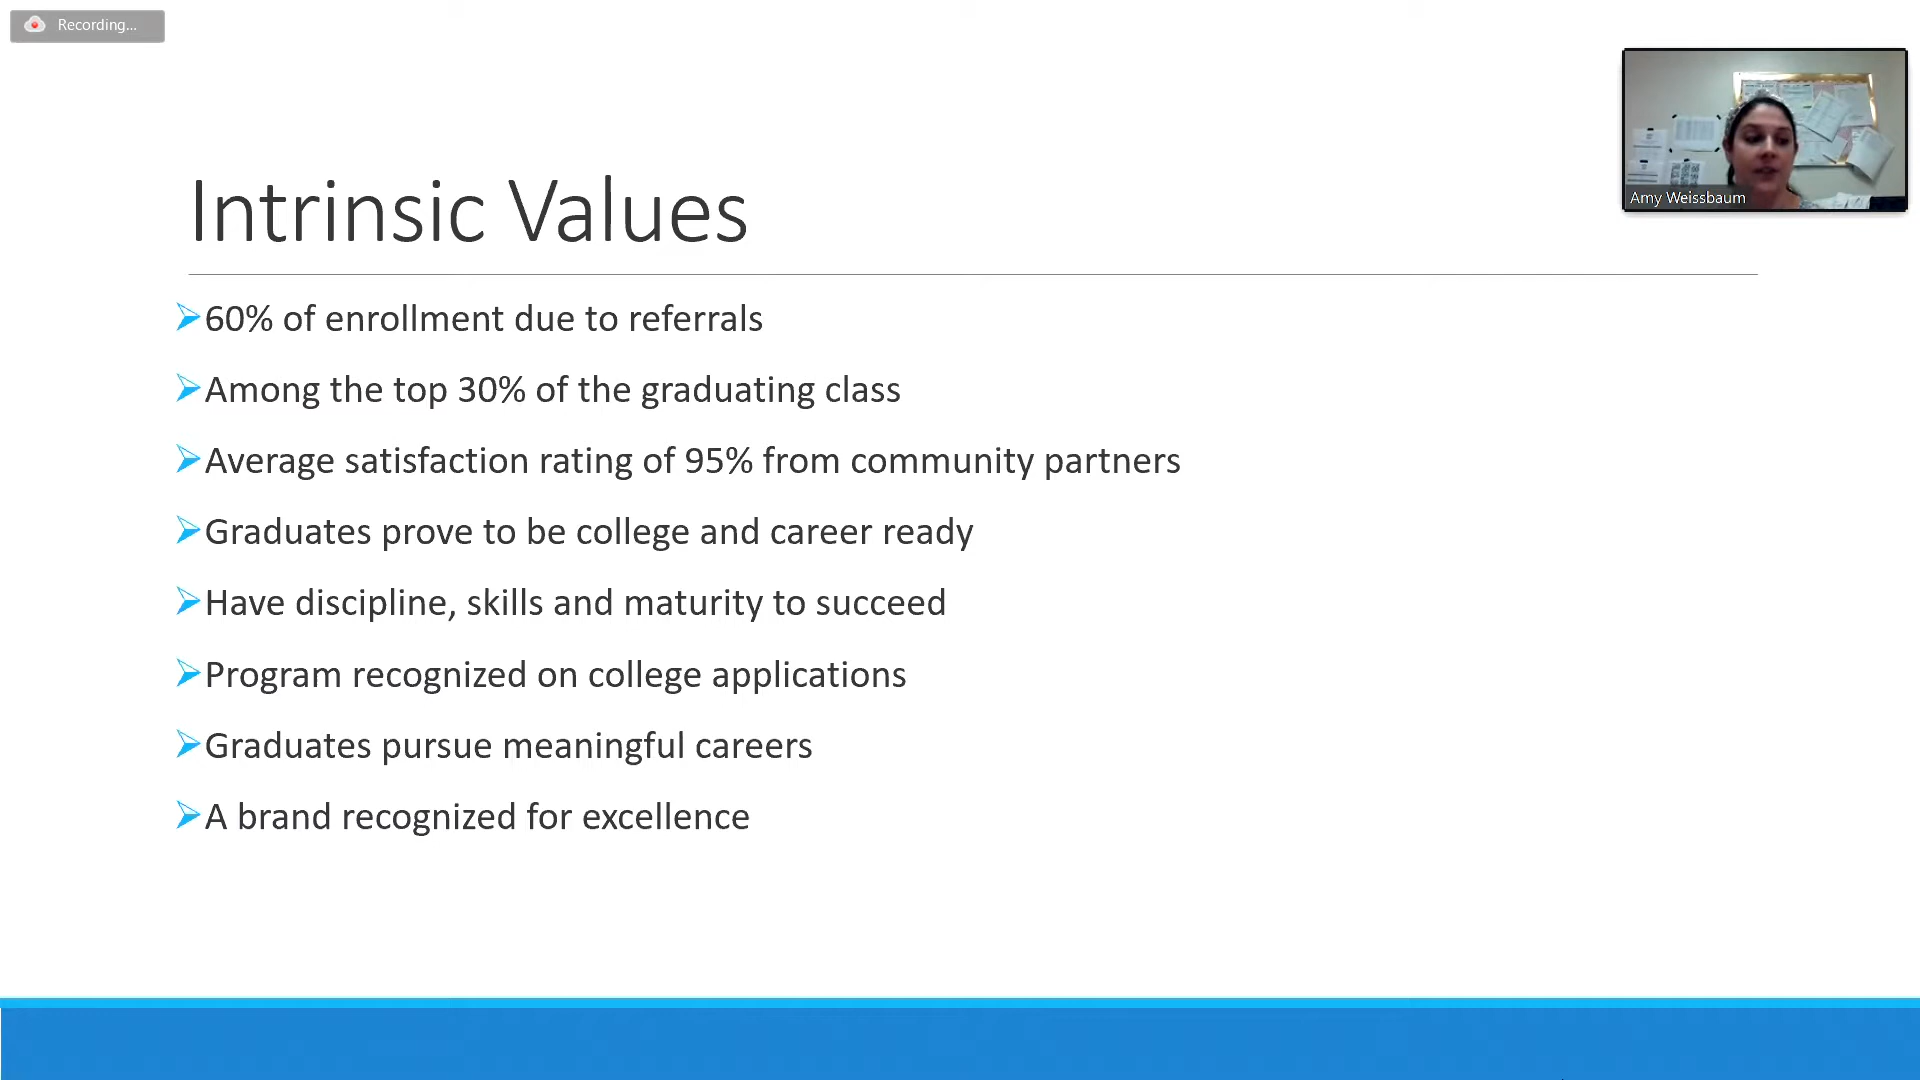 Recording...
Amy Weissbaum
Intrinsic Values
60% of enrollment due to referrals
Among the top 30% of the graduating class
Average satisfaction rating of 95% from community partners
Graduates prove to be college and career ready
Have discipline, skills and maturity to succeed
Program recognized on college applications
Graduates pursue meaningful careers
A brand recognized for excellence